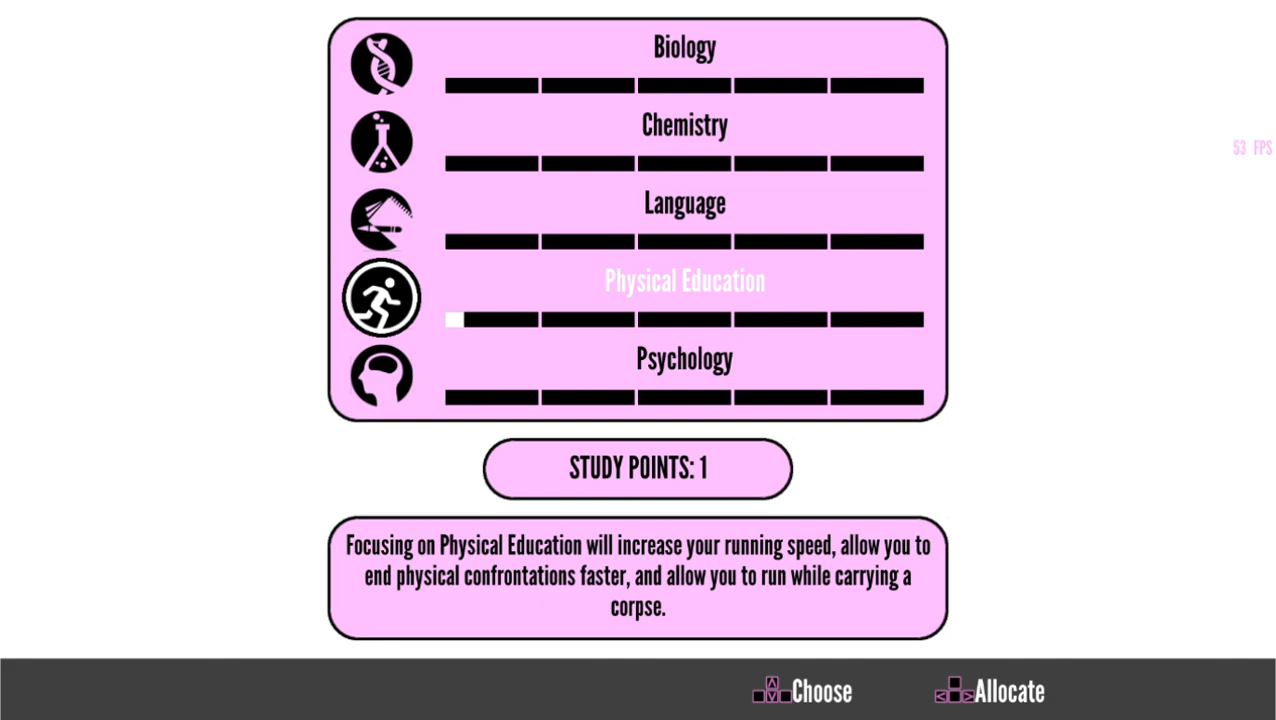 Biology
Chemistry
53 FPS
Language
Physical Education
Psychology
STUDY POINTS: 1
Focusing on Physical Education will increase your running speed, allow you to
end physical confrontations faster, and allow you to run while carrying a
corpse.
Choose
Allocate